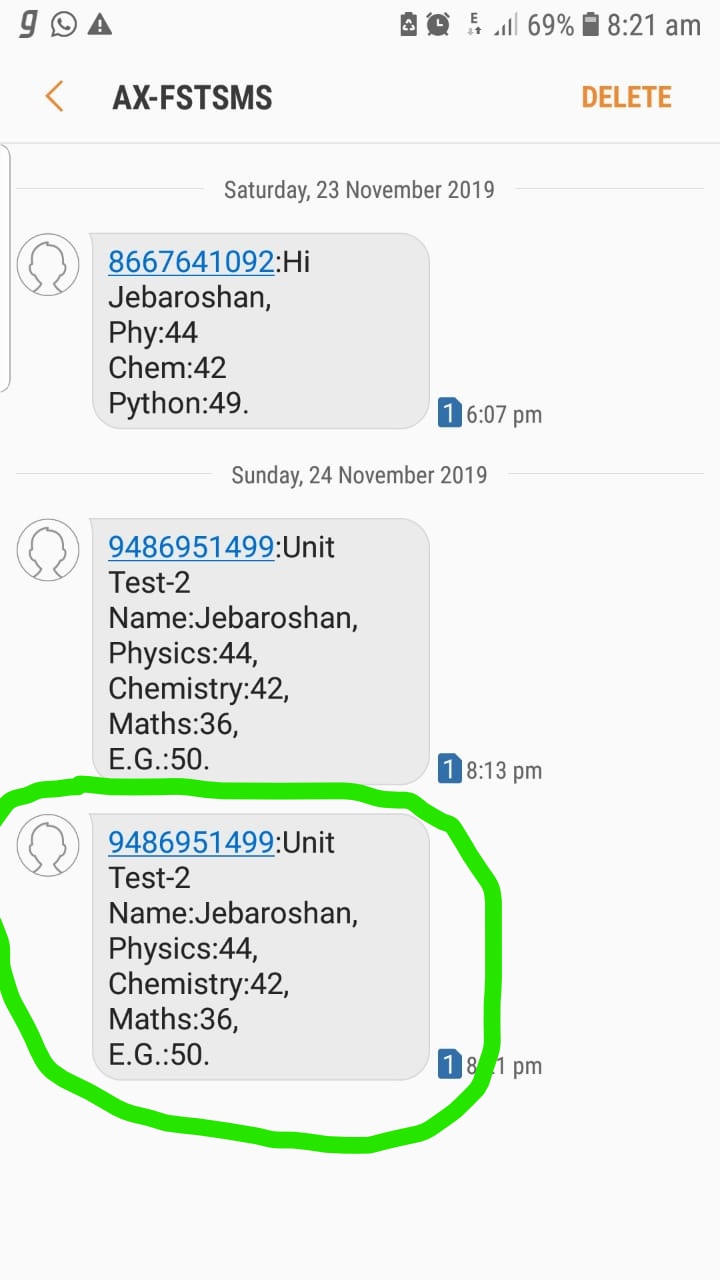 g E 69% 8:21 am
AX-FSTSMS DELETE
Saturday, 23 November 2019
8667641092:Hi
Jebaroshan,
Phy:44
Chem:42
Python:49.
1 6:07 pm
Sunday, 24 November 2019
9486951499:Unit
Test-2
Name:Jebaroshan,
Physics:44,
Chemistry:42,
Maths:36,
E.G.:50.
1 8:13 pm
9486951499:Unit
Test-2
Name:Jebaroshan,
Physics:44,
Chemistry:42,
Maths:36,
E.G.:50.
1 pm